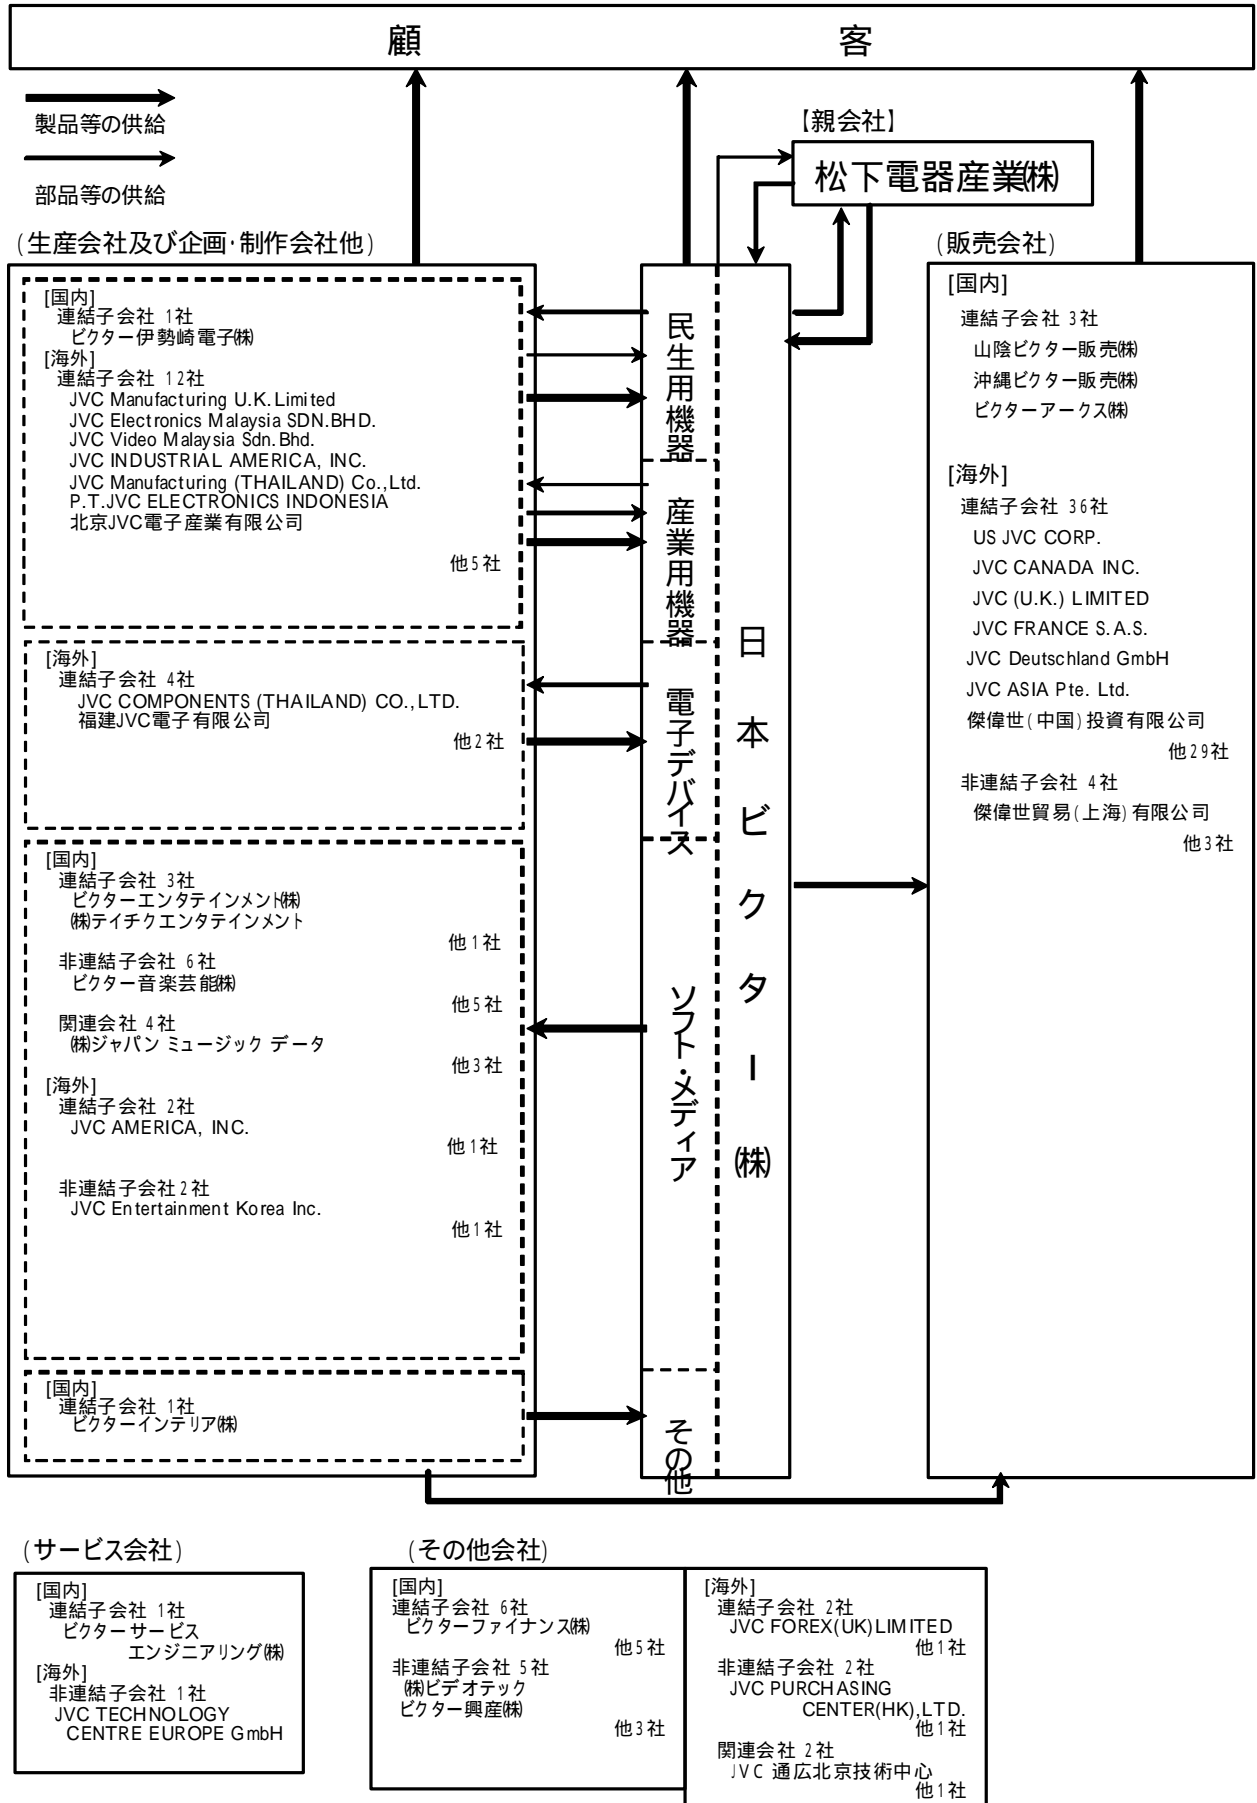 顧客
製品等の供給
部品等の供給
【親会社】
松下電器産業㈱
(生産会社及び企画・制作会社他)
[国内]
連結子会社 1社
ビクター伊勢崎電子㈱
[海外]
連結子会社 12社
JVC Manufacturing U.K.Limited
JVC Electronics Malaysia SDN.BHD.
JVC Video Malaysia Sdn.Bhd.
JVC INDUSTRIAL AMERICA, INC.
JVC Manufacturing (THAILAND) Co.,Ltd.
P.T.JVC ELECTRONICS INDONESIA
北京JVC電子産業有限公司
他5社
[海外]
連結子会社 4社
JVC COMPONENTS (THAILAND) CO.,LTD.
福建JVC電子有限公司
他2社
[国内]
連結子会社 3社
ビクターエンタテインメント㈱
㈱テイチクエンタテインメント
他1社
非連結子会社 6社
ビクター音楽芸能㈱
他5社
関連会社 4社
㈱ジャパン ミュージック データ
他3社
[海外]
連結子会社 2社
JVC AMERICA, INC.
他1社
非連結子会社2社
JVC Entertainment Korea Inc.
他1社
[国内]
連結子会社 1社
ビクターインテリア㈱
民生用機器
産業用機器
電子デバイス
ソフト・メディア
その他
日本ビクター㈱
(販売会社)
[国内]
連結子会社 3社
山陰ビクター販売㈱
沖縄ビクター販売㈱
ビクターアークス㈱
[海外]
連結子会社 36社
US JVC CORP.
JVC CANADA INC.
JVC (U.K.) LIMITED
JVC FRANCE S.A.S.
JVC Deutschland GmbH
JVC ASIA Pte. Ltd.
傑偉世(中国)投資有限公司
他29社
非連結子会社 4社
傑偉世貿易(上海)有限公司
他3社
(サービス会社)
[国内]
連結子会社 1社
ビクターサービス
エンジニアリング㈱
[海外]
非連結子会社 1社
JVC TECHNOLOGY
CENTRE EUROPE GmbH
(その他会社)
[国内]
連結子会社 6社
ビクターファイナンス㈱
他5社
非連結子会社 5社
㈱ビデオテック
ビクター興産㈱
他3社
[海外]
連結子会社 2社
JVC FOREX(UK)LIMITED
他1社
非連結子会社 2社
JVC PURCHASING
CENTER(HK),LTD.
他1社
関連会社 2社
JVC 通広北京技術中心
他1社